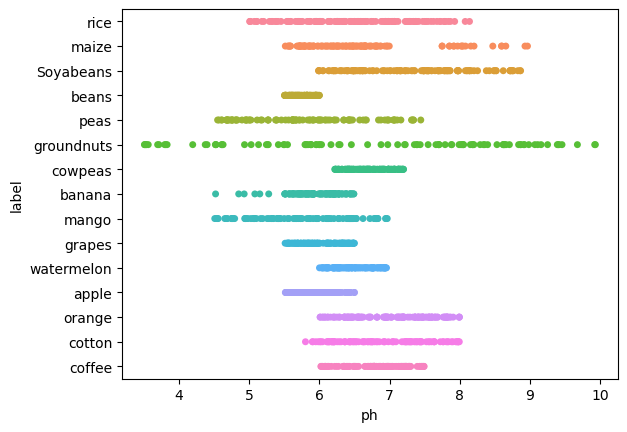 rice
maize
Soyabeans
beans
peas
groundnuts
cowpeas
banana
mango
grapes
watermelon
apple
orange
cotton
coffee
label
4 5 6 7 8 9 10
ph